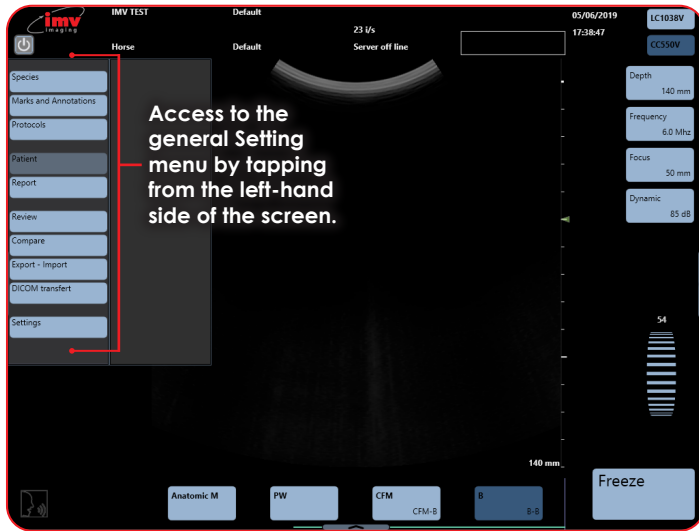 imv
imaging
IMV TEST
Default
05/06/2019
LC1038V
23 i/s
17:38:47
Horse
Default
Server off line
CC550V
Species
Marks and Annotations
Protocols
Patient
Report
Review
Compare
Export - Import
DICOM transfert
Settings
Access to the
general Setting
menu by tapping
from the left-hand
side of the screen.
Depth
140 mm
Frequency
6.0 Mhz
Focus
50 mm
Dynamic
85 dB
54
140 mm
Anatomic M
PW
CFM
CFM-B
B
B-B
Freeze